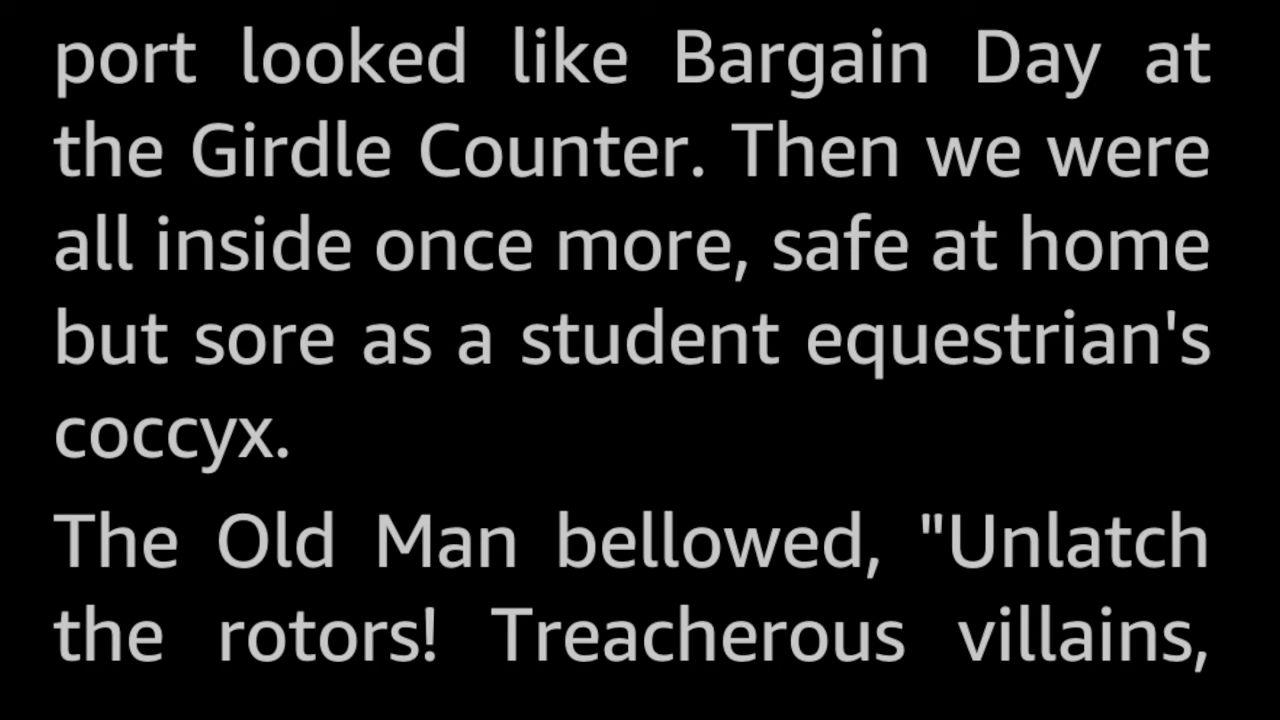 port looked like Bargain Day at
the Girdle Counter. Then we were
all inside once more, safe at home
but sore as a student equestrian's
coccyx.
The Old Man bellowed, "Unlatch
the rotors! Treacherous villains,